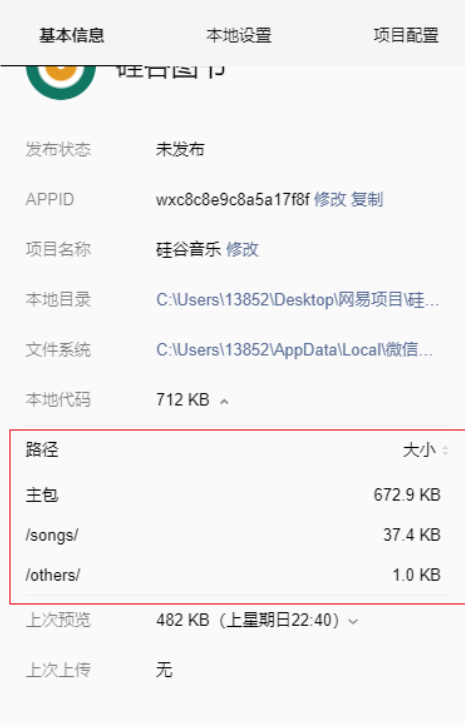 基本信息 本地设置 项目配置
硅谷图书
发布状态 未发布
APPID wxc8c8e9c8a5a17f8f 修改 复制
项目名称 硅谷音乐 修改
本地目录 C:\Users\13852\Desktop\网易项目\硅...
文件系统 C:\Users\13852\AppData\Local\微信...
本地代码 712 KB
路径 大小
主包 672.9 KB
/songs/ 37.4 KB
/others/ 1.0 KB
上次预览 482 KB（上星期日22:40）
上次上传 无